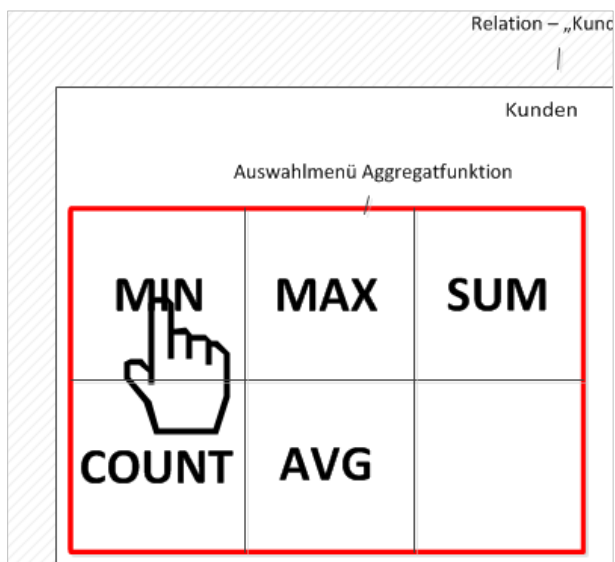 Relation – „Kund
Kunden
Auswahlmenü Aggregatfunktion
MIN MAX SUM
COUNT AVG